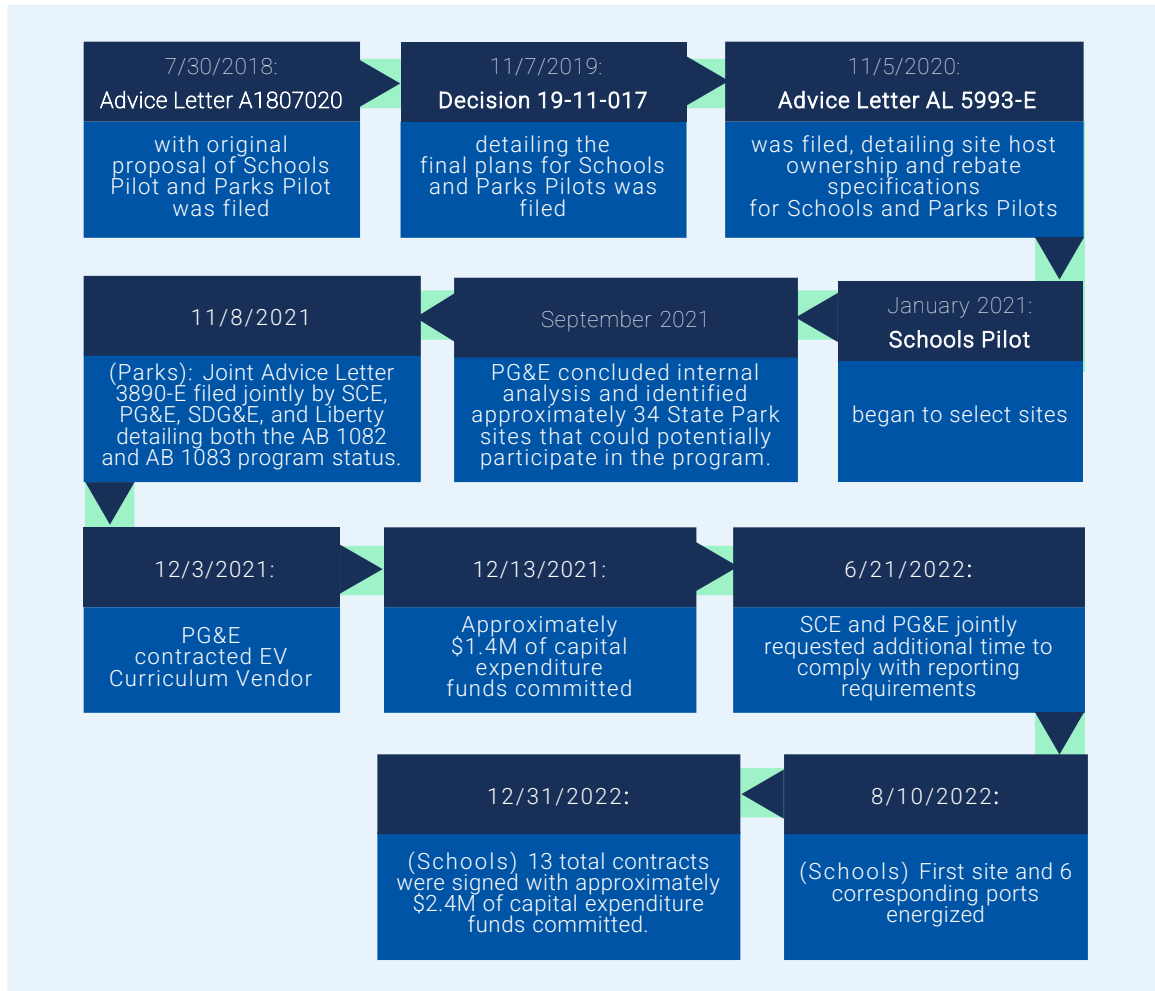 7/30/2018:
Advice Letter A1807020
with original
proposal of Schools
Pilot and Parks Pilot
was filed
11/7/2019:
Decision 19-11-017
detailing the
final plans for Schools
and Parks Pilots was
filed
11/5/2020:
Advice Letter AL 5993-E
was filed, detailing site host
ownership and rebate
specifications
for Schools and Parks Pilots
January 2021:
Schools Pilot
began to select sites
September 2021
PG&E concluded internal
analysis and identified
approximately 34 State Park
sites that could potentially
participate in the program.
11/8/2021
(Parks): Joint Advice Letter
3890-E filed jointly by SCE,
PG&E, SDG&E, and Liberty
detailing both the AB 1082
and AB 1083 program status.
12/3/2021:
PG&E
contracted EV
Curriculum Vendor
12/13/2021:
Approximately
$1.4M of capital
expenditure
funds committed
6/21/2022:
SCE and PG&E jointly
requested additional time to
comply with reporting
requirements
8/10/2022:
(Schools) First site and 6
corresponding ports
energized
12/31/2022:
(Schools) 13 total contracts
were signed with approximately
$2.4M of capital expenditure
funds committed.